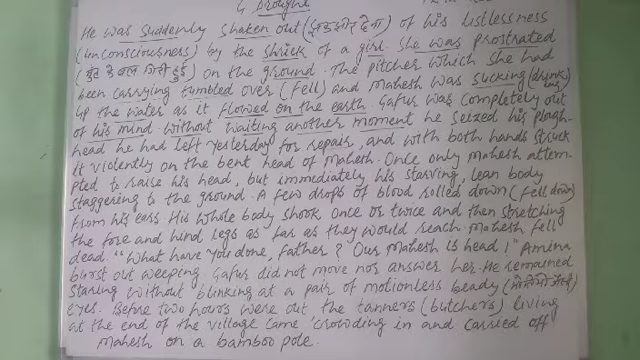 Drought
He was suddenly shaken out (झकझोर देना) of his listlessness
(unconsciousness) by the shrick of a girl. She was prostrated
(मुँह के बल गिरी हुई) on the ground. The pitcher which she had
been carrying tumbled over (fell) and Mahesh was sucking (drinking)
up the water as it flowed on the earth. Gafur was completely out
of his mind without waiting another moment he seized his plough-
head he had left yesterday for repair, and with both hands struck
it violently on the bent head of Mahesh. Once only Mahesh attem-
pted to raise his head, but immediately his starving, lean body
staggering to the ground. A few drops of blood rolled down (fell down)
from his ears. His whole body shook once or twice and then stretching
the fore and hind legs as far as they would reach. Mahesh fell
dead. "What have you done, father? Our Mahesh is head!" Amina
burst out weeping. Gafur did not move nor answer her. He remained
staring without blinking at a pair of motionless beady
eyes. Before two hours were out the tanners (butchers) living
at the end of the village came crowding in and carried off
Mahesh on a bamboo pole.